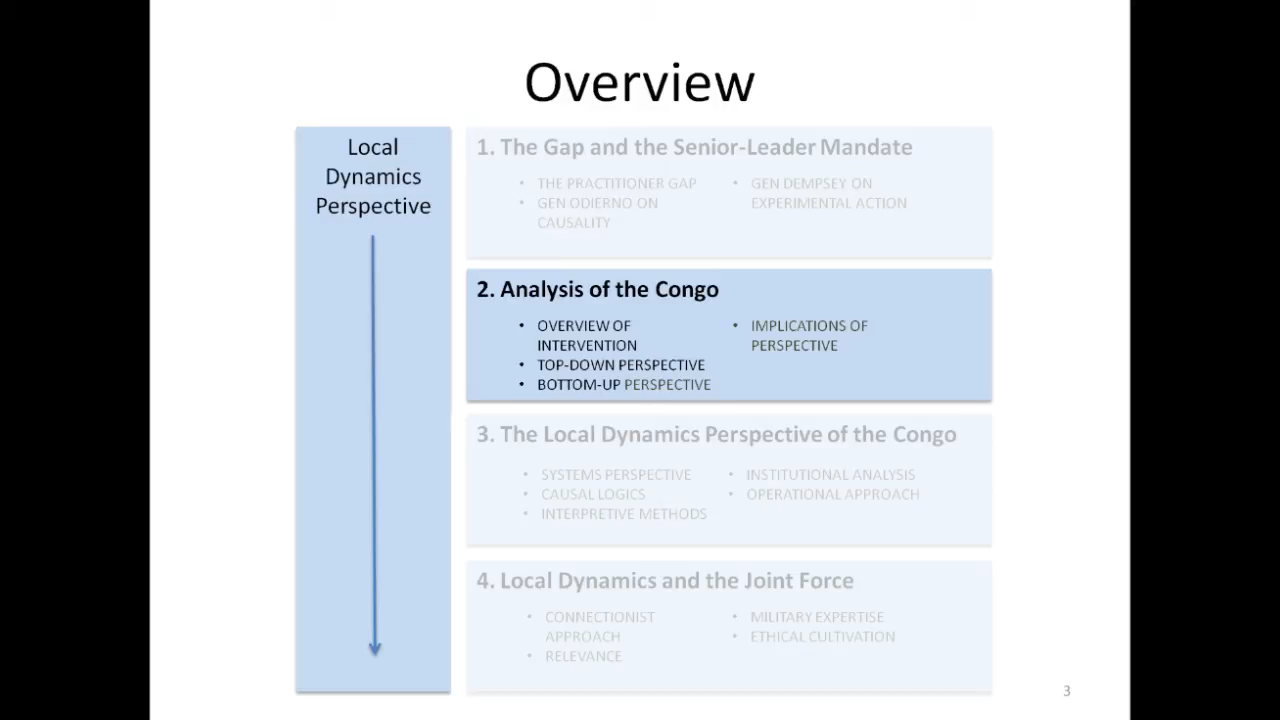 Overview
Local
Dynamics
Perspective
1. The Gap and the Senior-Leader Mandate
• THE PRACTITIONER GAP
• GEN ODIERNO ON
CAUSALITY
• GEN DEMPSEY ON
EXPERIMENTAL ACTION
2. Analysis of the Congo
• OVERVIEW OF
INTERVENTION
• TOP-DOWN PERSPECTIVE
• BOTTOM-UP PERSPECTIVE
• IMPLICATIONS OF
PERSPECTIVE
3. The Local Dynamics Perspective of the Congo
• SYSTEMS PERSPECTIVE
• CAUSAL LOGICS
• INTERPRETIVE METHODS
• INSTITUTIONAL ANALYSIS
• OPERATIONAL APPROACH
4. Local Dynamics and the Joint Force
• CONNECTIONIST
APPROACH
• RELEVANCE
• MILITARY EXPERTISE
• ETHICAL CULTIVATION
3